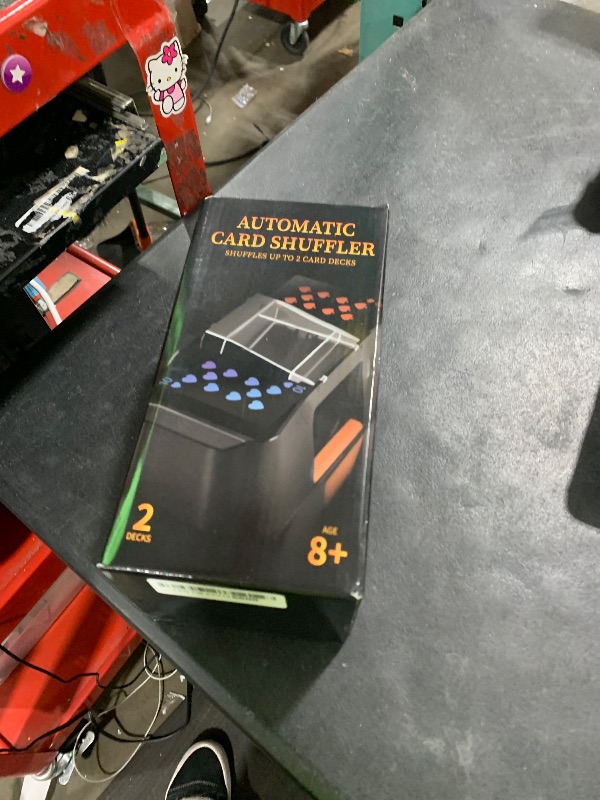 AUTOMATIC
CARD SHUFFLER
SHUFFLES UP TO 2 CARD DECKS
2
DECKS
AGE
8+